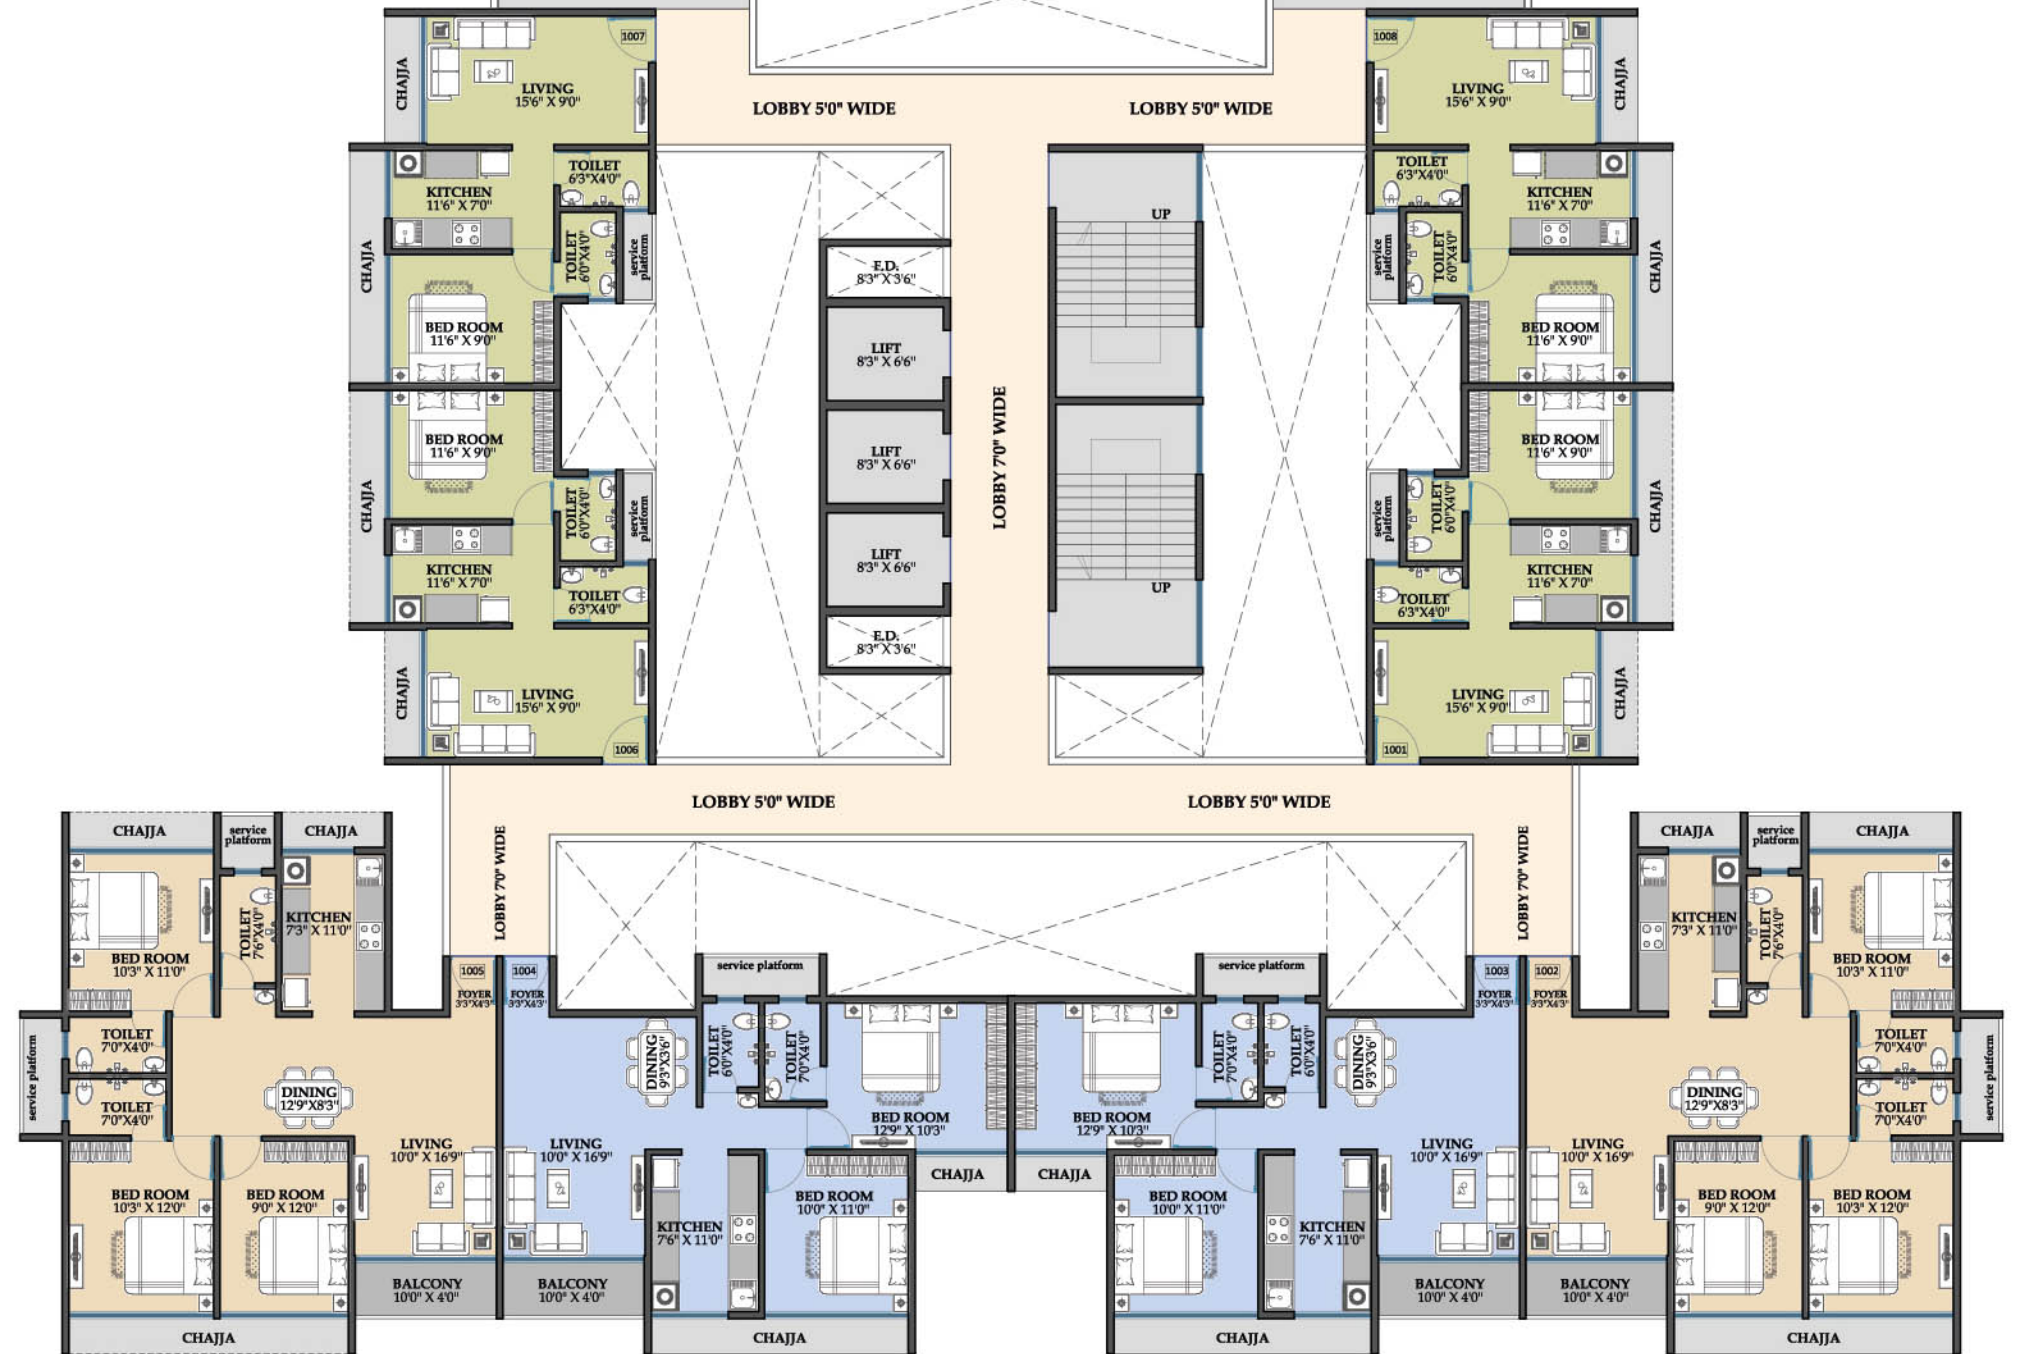 1007
CHAJJA
LIVING
15'6" X 9'0"
LOBBY 5'0" WIDE
LOBBY 5'0" WIDE
1008
LIVING
15'6" X 9'0"
CHAJJA
TOILET
6'3"X4'0"
KITCHEN
11'6" X 7'0"
CHAJJA
TOILET
6'0"X4'0"
service
platform
BED ROOM
11'6" X 9'0"
UP
TOILET
6'3"X4'0"
KITCHEN
11'6" X 7'0"
service
platform
TOILET
6'0"X4'0"
CHAJJA
BED ROOM
11'6" X 9'0"
F.D.
8'3" X 3'6"
LIFT
8'3" X 6'6"
LIFT
8'3" X 6'6"
LIFT
8'3" X 6'6"
F.D.
8'3" X 3'6"
LOBBY 7'0" WIDE
UP
BED ROOM
11'6" X 9'0"
CHAJJA
TOILET
6'0"X4'0"
service
platform
KITCHEN
11'6" X 7'0"
TOILET
6'3"X4'0"
CHAJJA
LIVING
15'6" X 9'0"
1006
BED ROOM
11'6" X 9'0"
service
platform
TOILET
6'0"X4'0"
CHAJJA
KITCHEN
11'6" X 7'0"
TOILET
6'3"X4'0"
LIVING
15'6" X 9'0"
CHAJJA
1001
LOBBY 5'0" WIDE
LOBBY 5'0" WIDE
CHAJJA
service
platform
CHAJJA
LOBBY 7'0" WIDE
LOBBY 7'0" WIDE
CHAJJA
service
platform
CHAJJA
BED ROOM
10'3" X 11'0"
TOILET
7'6"X4'0"
KITCHEN
7'3" X 11'0"
1005
FOYER
3'3"X4'3"
1004
FOYER
3'3"X4'3"
service platform
service platform
1003
FOYER
3'3"X4'3"
1002
FOYER
3'3"X4'3"
KITCHEN
7'3" X 11'0"
TOILET
7'6"X4'0"
BED ROOM
10'3" X 11'0"
service platform
TOILET
7'0"X4'0"
TOILET
7'0"X4'0"
DINING
12'9"X8'3"
LIVING
10'0" X 16'9"
LIVING
10'0" X 16'9"
DINING
9'3"X3'6"
TOILET
6'0"X4'0"
TOILET
7'0"X4'0"
BED ROOM
12'9" X 10'3"
BED ROOM
12'9" X 10'3"
TOILET
7'0"X4'0"
TOILET
6'0"X4'0"
DINING
9'3"X3'6"
LIVING
10'0" X 16'9"
LIVING
10'0" X 16'9"
DINING
12'9"X8'3"
TOILET
7'0"X4'0"
TOILET
7'0"X4'0"
service platform
CHAJJA
CHAJJA
BED ROOM
10'3" X 12'0"
BED ROOM
9'0" X 12'0"
KITCHEN
7'6" X 11'0"
BED ROOM
10'0" X 11'0"
BED ROOM
10'0" X 11'0"
KITCHEN
7'6" X 11'0"
BED ROOM
9'0" X 12'0"
BED ROOM
10'3" X 12'0"
BALCONY
10'0" X 4'0"
BALCONY
10'0" X 4'0"
BALCONY
10'0" X 4'0"
BALCONY
10'0" X 4'0"
CHAJJA
CHAJJA
CHAJJA
CHAJJA